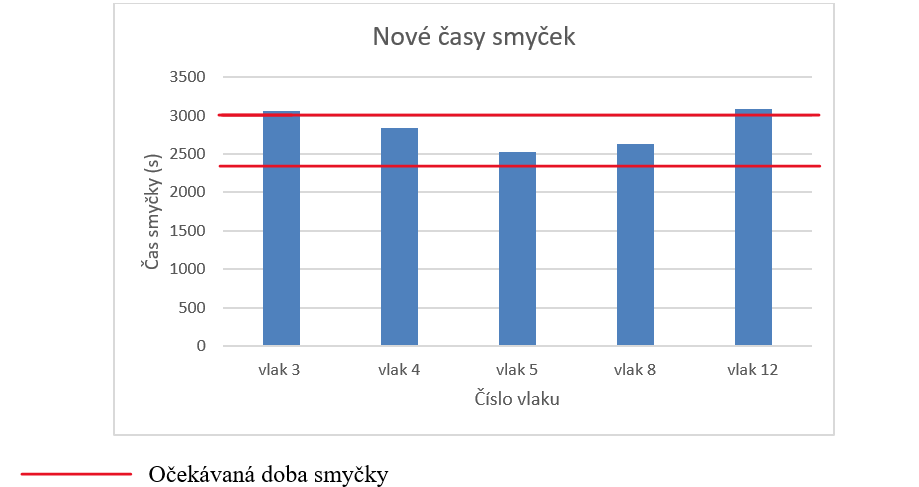 Nové časy smyček
Čas smyčky (s)
3500
3000
2500
2000
1500
1000
500
0
vlak 3 vlak 4 vlak 5 vlak 8 vlak 12
Číslo vlaku
Očekávaná doba smyčky